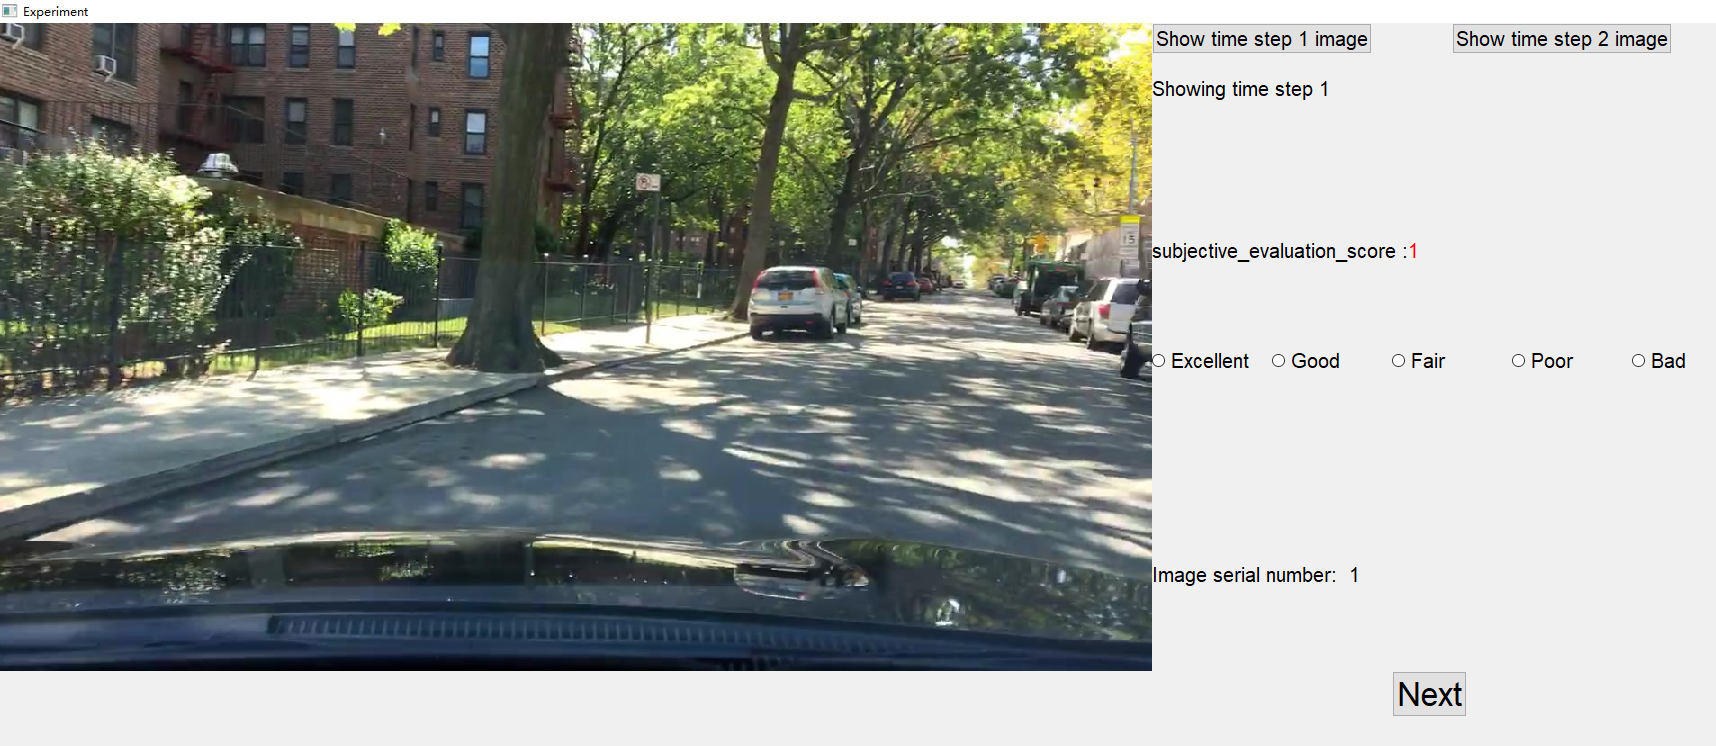 Experiment
Show time step 1 image
Show time step 2 image
Showing time step 1
subjective_evaluation_score :1
Excellent
Good
Fair
Poor
Bad
Image serial number: 1
Next